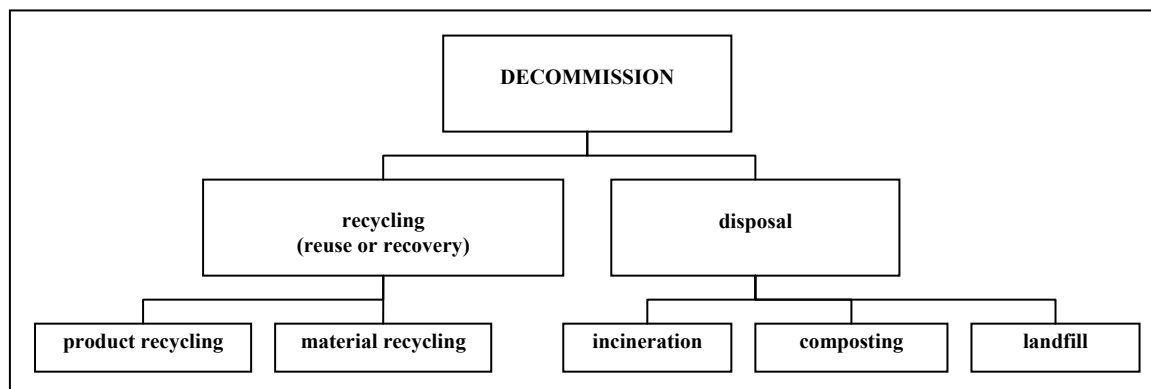 DECOMMISSION
recycling
(reuse or recovery)
disposal
product recycling
material recycling
incineration
composting
landfill